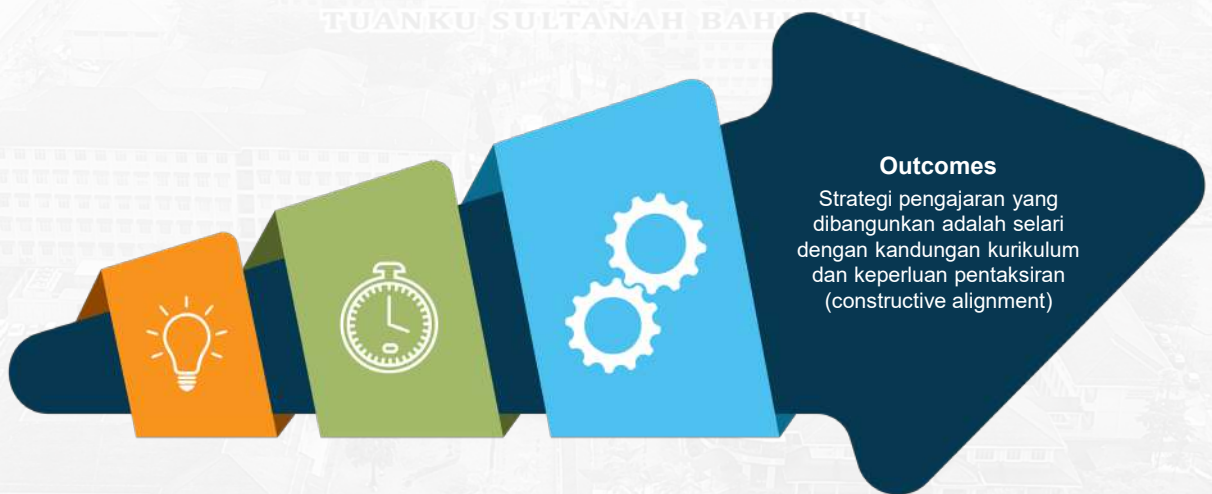 TUANKU SULTANAH BAHIYAH
Outcomes
Strategi pengajaran yang
dibangunkan adalah selari
dengan kandungan kurikulum
dan keperluan pentaksiran
(constructive alignment)